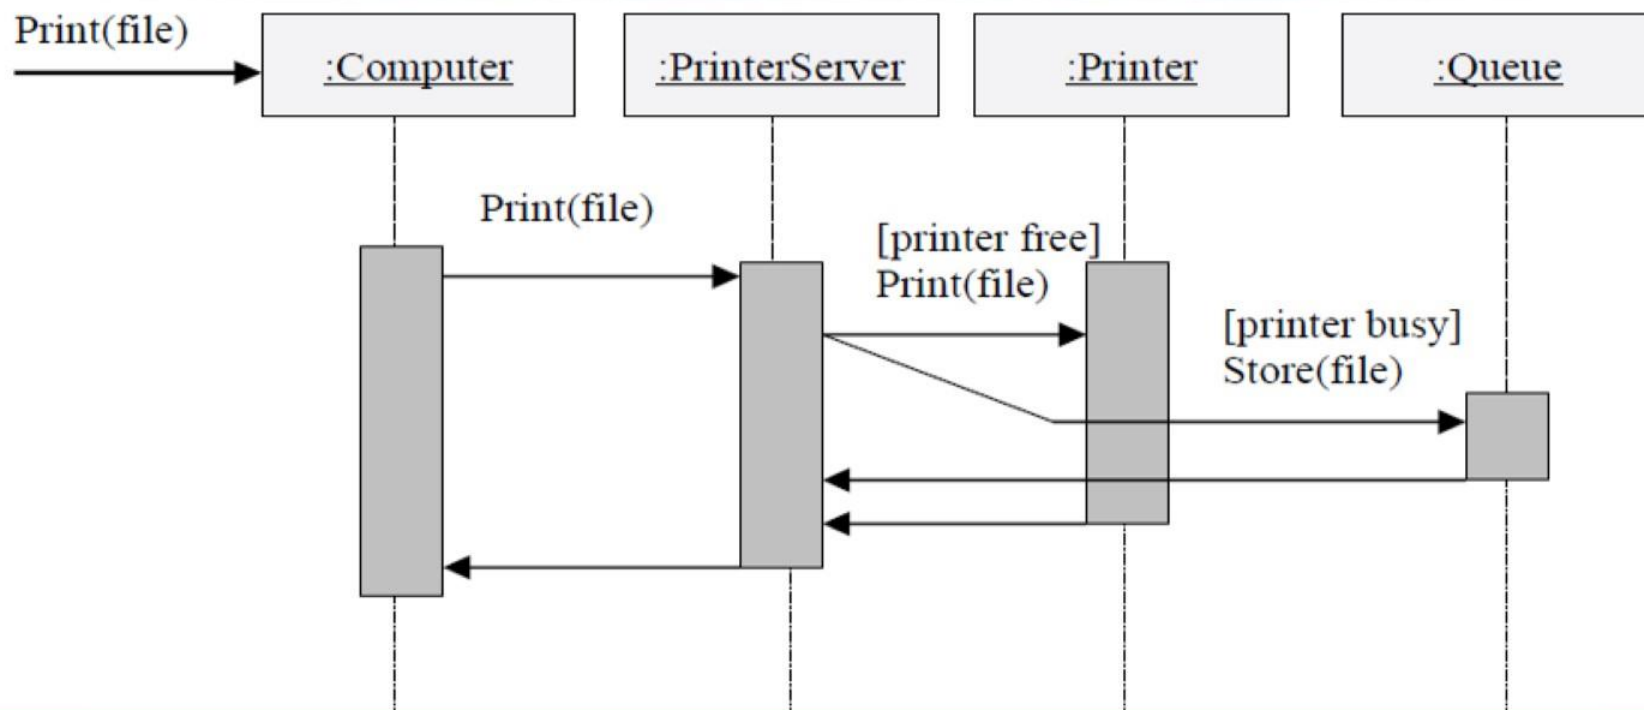 Print(file)
:Computer
:PrinterServer
:Printer
:Queue
Print(file)
[printer free]
Print(file)
[printer busy]
Store(file)